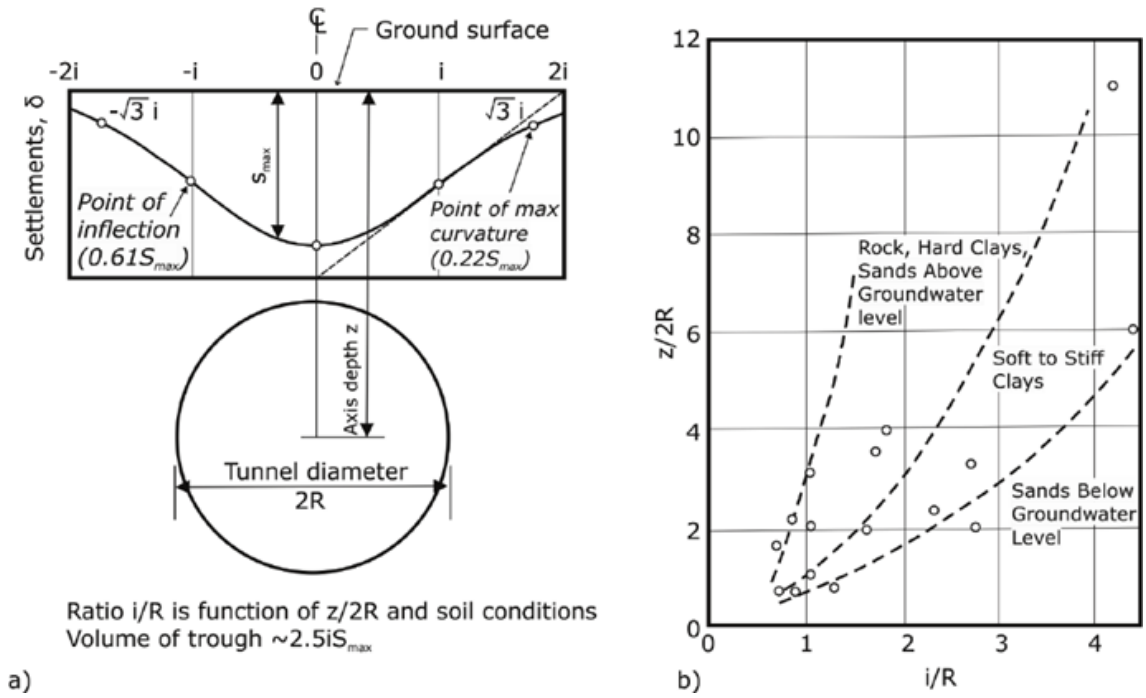 ℄
Ground surface
-2i -i 0 i 2i
-√3 i √3 i
Settlements, δ
Smax
Point of
inflection
(0.61Smax)
Point of max
curvature
(0.22Smax)
Axis depth z
Tunnel diameter
2R
Ratio i/R is function of z/2R and soil conditions
Volume of trough ~2.5iSmax
a)
12
10
8
6
4
2
0
z/2R
Rock, Hard Clays,
Sands Above
Groundwater
level
Soft to Stiff
Clays
Sands Below
Groundwater
Level
0 1 2 3 4
i/R
b)